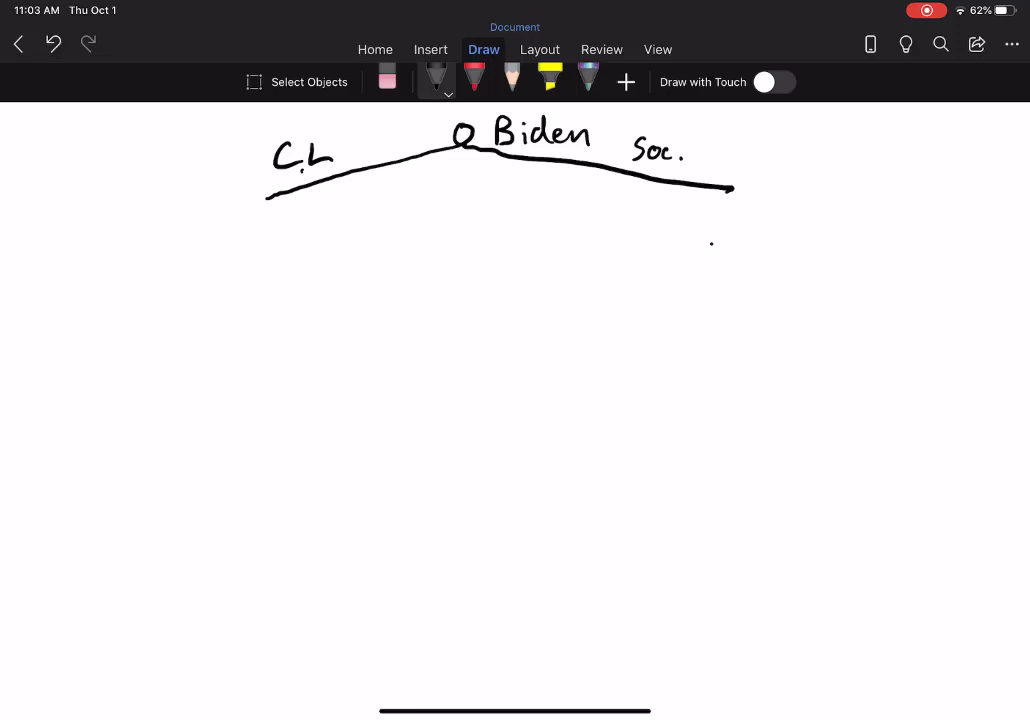 11:03 AM Thu Oct 1 62%
Document
Home Insert Draw Layout Review View
Select Objects Draw with Touch
Biden
C.L Soc.